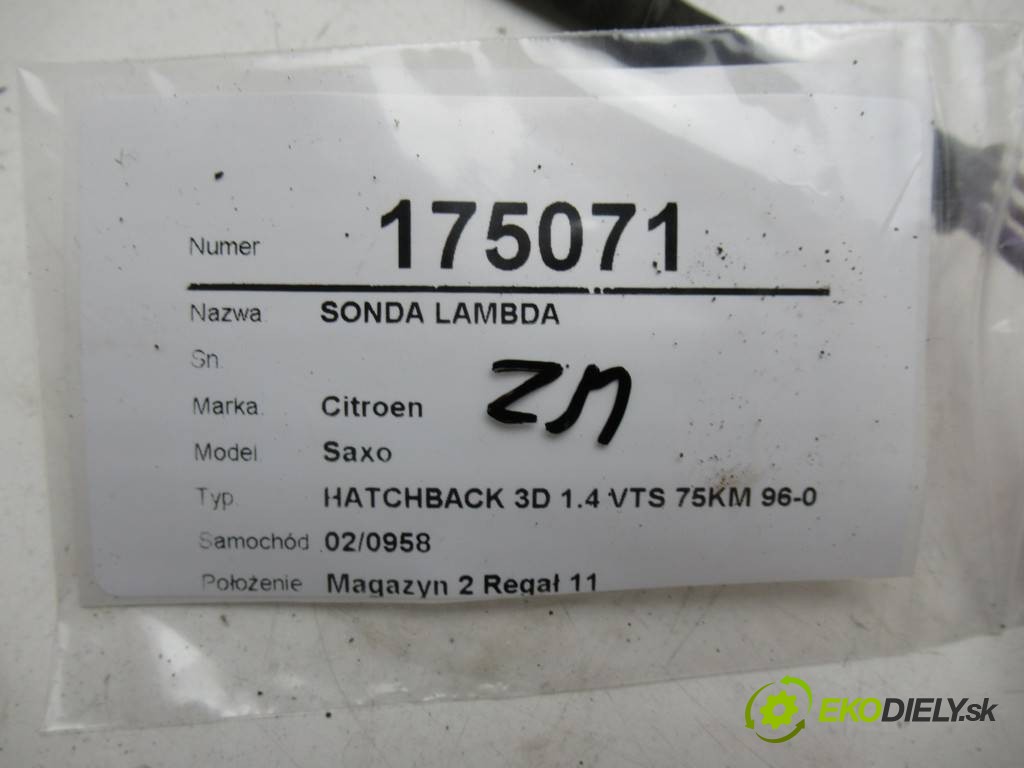 Numer 175071
Nazwa SONDA LAMBDA
Sn.
Marka Citroen
Model Saxo
Typ HATCHBACK 3D 1.4 VTS 75KM 96-0
Samochód 02/0958
Położenie Magazyn 2 Regał 11
EKODIELY.sk